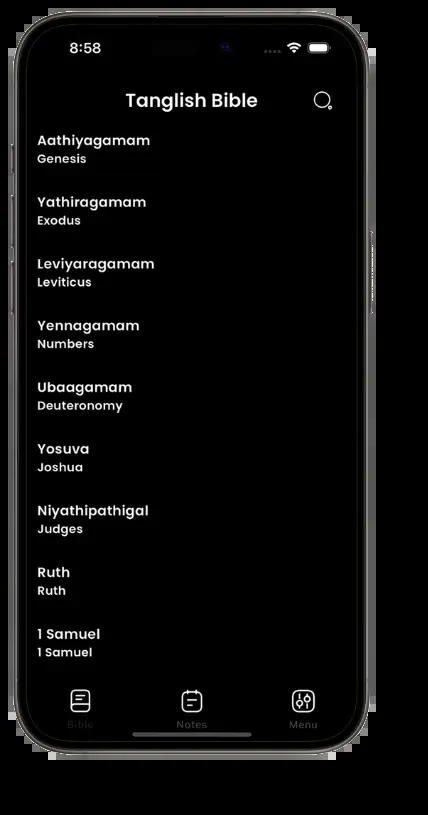 8:58
Tanglish Bible
Aathiyagamam
Genesis
Yathiragamam
Exodus
Leviyaragamam
Leviticus
Yennagamam
Numbers
Ubaagamam
Deuteronomy
Yosuva
Joshua
Niyathipathigal
Judges
Ruth
Ruth
1 Samuel
1 Samuel
Bible Notes Menu